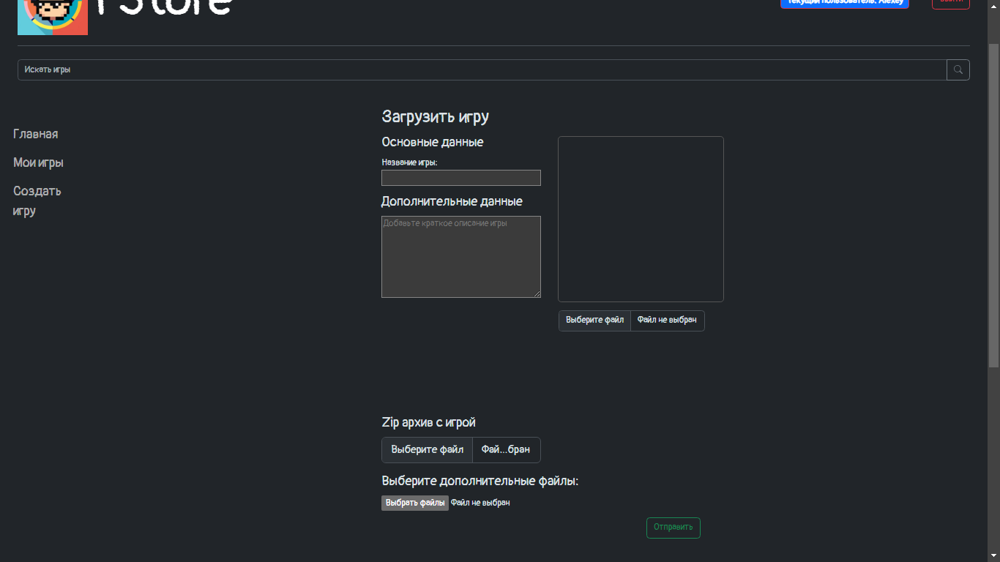 Store
Текущий пользователь: Alexey
Выйти
Искать игры
Главная
Мои игры
Создать
игру
Загрузить игру
Основные данные
Название игры:
Дополнительные данные
Добавьте краткое описание игры
Выберите файл Файл не выбран
Zip архив с игрой
Выберите файл Фай...бран
Выберите дополнительные файлы:
Выбрать файлы Файл не выбран
Отправить